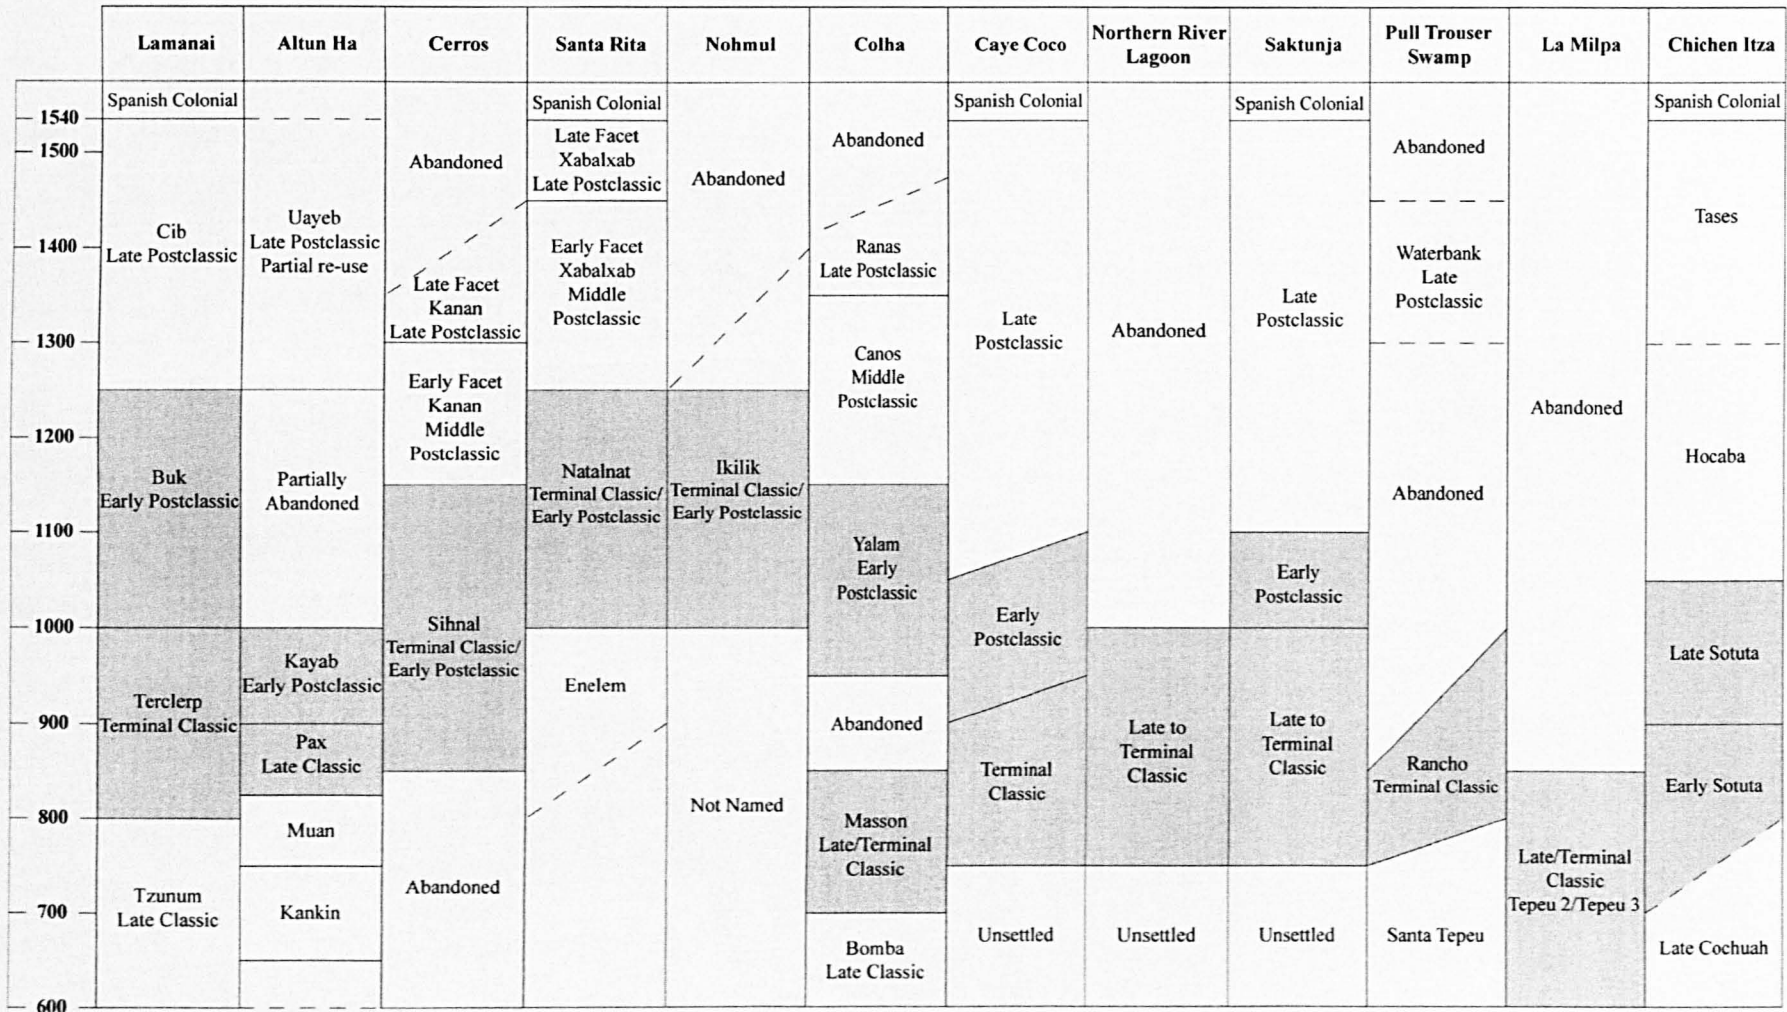 Lamanai
Altun Ha
Cerros
Santa Rita
Nohmul
Colha
Caye Coco
Northern River
Lagoon
Saktunja
Pull Trouser
Swamp
La Milpa
Chichen Itza
1540
1500
1400
1300
1200
1100
1000
900
800
700
600
Spanish Colonial
Cib
Late Postclassic
Buk
Early Postclassic
Terclerp
Terminal Classic
Tzunum
Late Classic
Uayeb
Late Postclassic
Partial re-use
Partially
Abandoned
Kayab
Early Postclassic
Pax
Late Classic
Muan
Kankin
Abandoned
Late Facet
Kanan
Late Postclassic
Early Facet
Kanan
Middle
Postclassic
Sihnal
Terminal Classic/
Early Postclassic
Abandoned
Spanish Colonial
Late Facet
Xabalxab
Late Postclassic
Early Facet
Xabalxab
Middle
Postclassic
Natalnat
Terminal Classic/
Early Postclassic
Enelem
Abandoned
Ikilik
Terminal Classic/
Early Postclassic
Not Named
Abandoned
Ranas
Late Postclassic
Canos
Middle
Postclassic
Yalam
Early
Postclassic
Abandoned
Masson
Late/Terminal
Classic
Bomba
Late Classic
Spanish Colonial
Late
Postclassic
Early
Postclassic
Terminal
Classic
Unsettled
Abandoned
Late to
Terminal
Classic
Unsettled
Spanish Colonial
Late
Postclassic
Early
Postclassic
Late to
Terminal
Classic
Unsettled
Abandoned
Waterbank
Late
Postclassic
Abandoned
Rancho
Terminal Classic
Santa Tepeu
Abandoned
Late/Terminal
Classic
Tepeu 2/Tepeu 3
Spanish Colonial
Tases
Hocaba
Late Sotuta
Early Sotuta
Late Cochuah